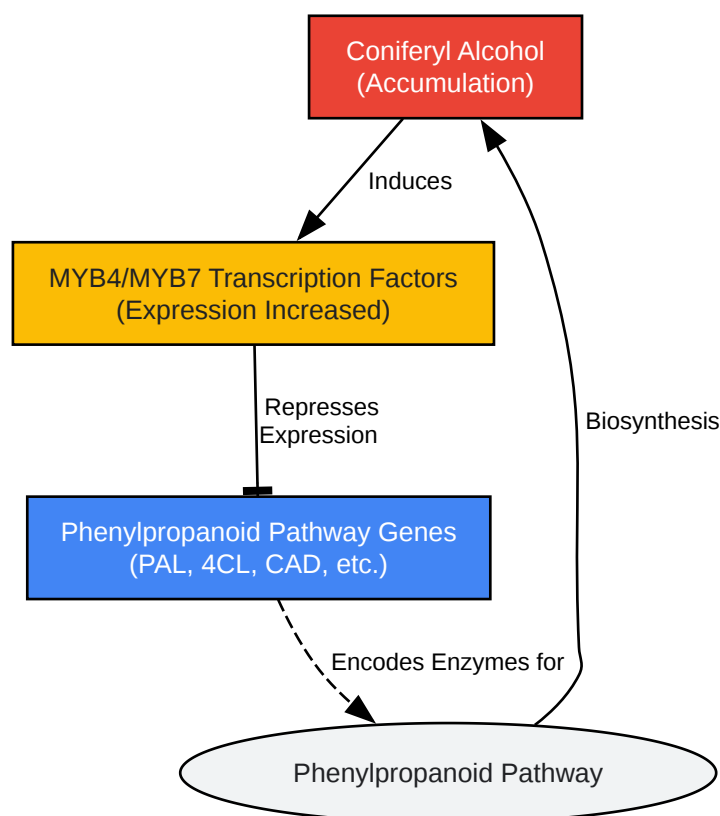 Coniferyl Alcohol
(Accumulation)
Induces
MYB4/MYB7 Transcription Factors
(Expression Increased)
Represses
Expression
Biosynthesis
Phenylpropanoid Pathway Genes
(PAL, 4CL, CAD, etc.)
Encodes Enzymes for
Phenylpropanoid Pathway